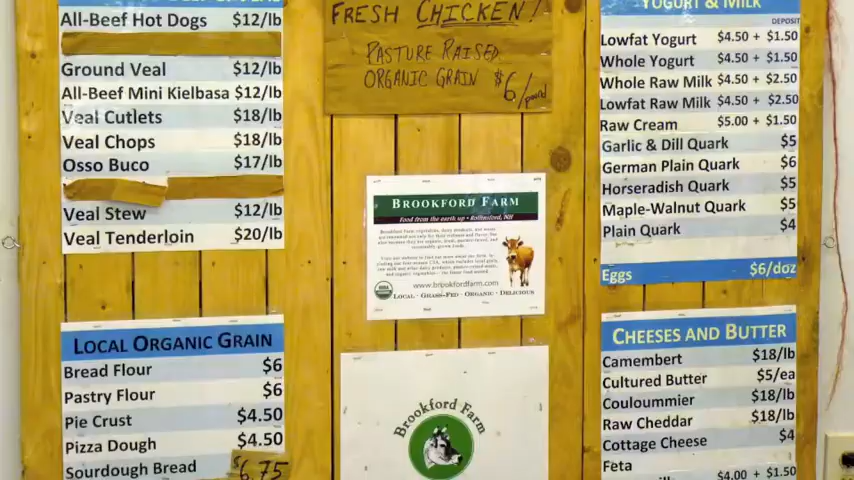 All-Beef Hot Dogs $12/lb
Ground Veal $12/lb
All-Beef Mini Kielbasa $12/lb
Veal Cutlets $18/lb
Veal Chops $18/lb
Osso Buco $17/lb
Veal Stew $12/lb
Veal Tenderloin $20/lb
LOCAL ORGANIC GRAIN
Bread Flour $6
Pastry Flour $6
Pie Crust $4.50
Pizza Dough $4.50
Sourdough Bread $6.75
FRESH CHICKEN!
PASTURE RAISED
ORGANIC GRAIN $6/pound
BROOKFORD FARM
Food from the earth up • Rollinsford, NH
www.brookfordfarm.com
LOCAL · GRASS-FED · ORGANIC · DELICIOUS
USDA
Brookford Farm
YOGURT & MILK
DEPOSIT
Lowfat Yogurt $4.50 + $1.50
Whole Yogurt $4.50 + $1.50
Whole Raw Milk $4.50 + $2.50
Lowfat Raw Milk $4.50 + $2.50
Raw Cream $5.00 + $1.50
Garlic & Dill Quark $5
German Plain Quark $6
Horseradish Quark $5
Maple-Walnut Quark $5
Plain Quark $4
Eggs $6/doz
CHEESES AND BUTTER
Camembert $18/lb
Cultured Butter $5/ea
Couloummier $18/lb
Raw Cheddar $18/lb
Cottage Cheese $4
Feta
$4.00 + $1.50